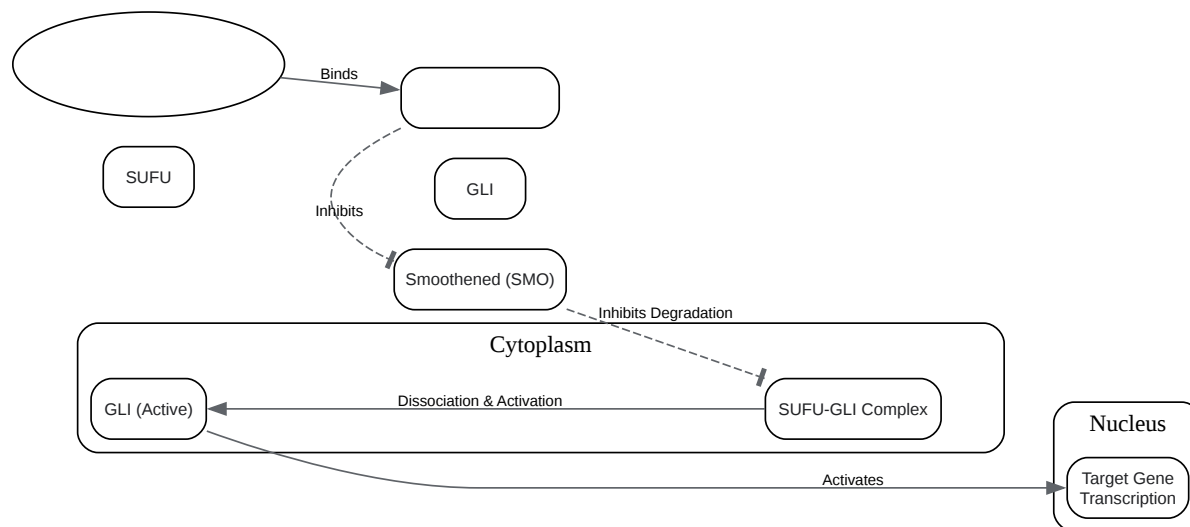 Binds
SUFU
GLI
Inhibits
Smoothened (SMO)
Inhibits Degradation
Cytoplasm
GLI (Active)
Dissociation & Activation
SUFU-GLI Complex
Nucleus
Activates
Target Gene
Transcription